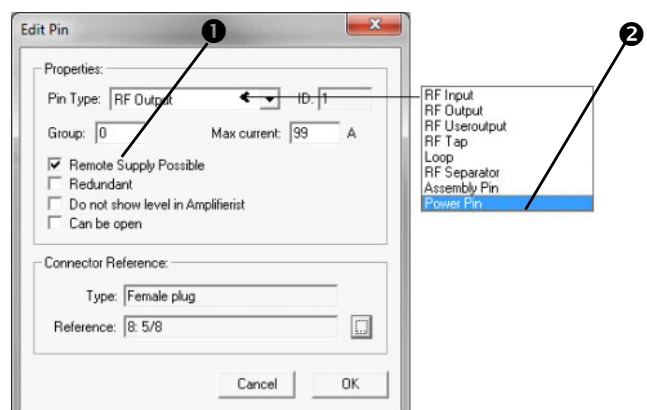 Edit Pin
❶
❷
Properties:
Pin Type: RF Output ID: 1
Group: 0 Max current: 99 A
Remote Supply Possible
Redundant
Do not show level in Amplifierist
Can be open
Connector Reference:
Type: Female plug
Reference: 8: 5/8
Cancel OK
RF Input
RF Output
RF Useroutput
RF Tap
Loop
RF Separator
Assembly Pin
Power Pin